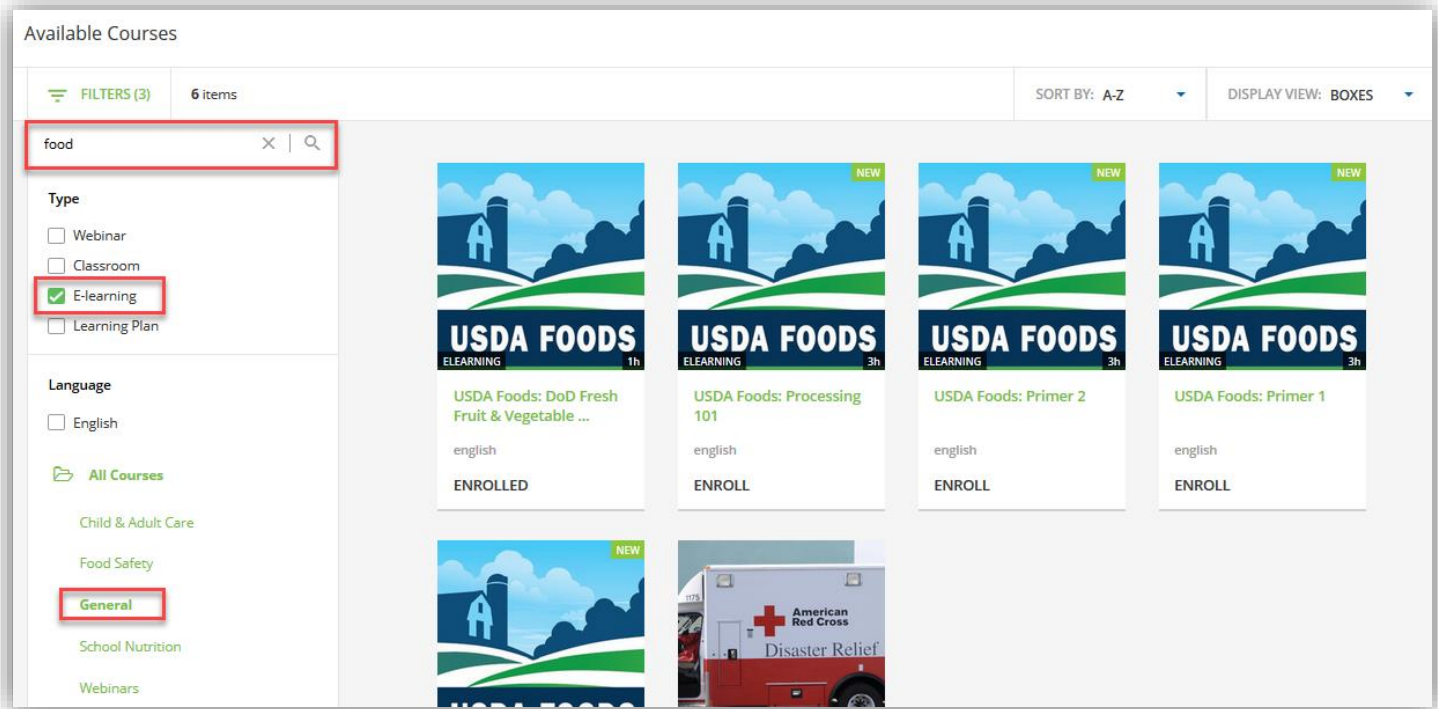 Available Courses
FILTERS (3)
6 items
SORT BY: A-Z
DISPLAY VIEW: BOXES
food
Type
Webinar
Classroom
E-learning
Learning Plan
Language
English
All Courses
Child & Adult Care
Food Safety
General
School Nutrition
Webinars
USDA FOODS
ELEARNING 1h
USDA Foods: DoD Fresh
Fruit & Vegetable ...
english
ENROLLED
NEW
USDA FOODS
ELEARNING 3h
USDA Foods: Processing
101
english
ENROLL
NEW
USDA FOODS
ELEARNING 3h
USDA Foods: Primer 2
english
ENROLL
NEW
USDA FOODS
ELEARNING 3h
USDA Foods: Primer 1
english
ENROLL
NEW
USDA FOODS
1175
American
Red Cross
Disaster Relief